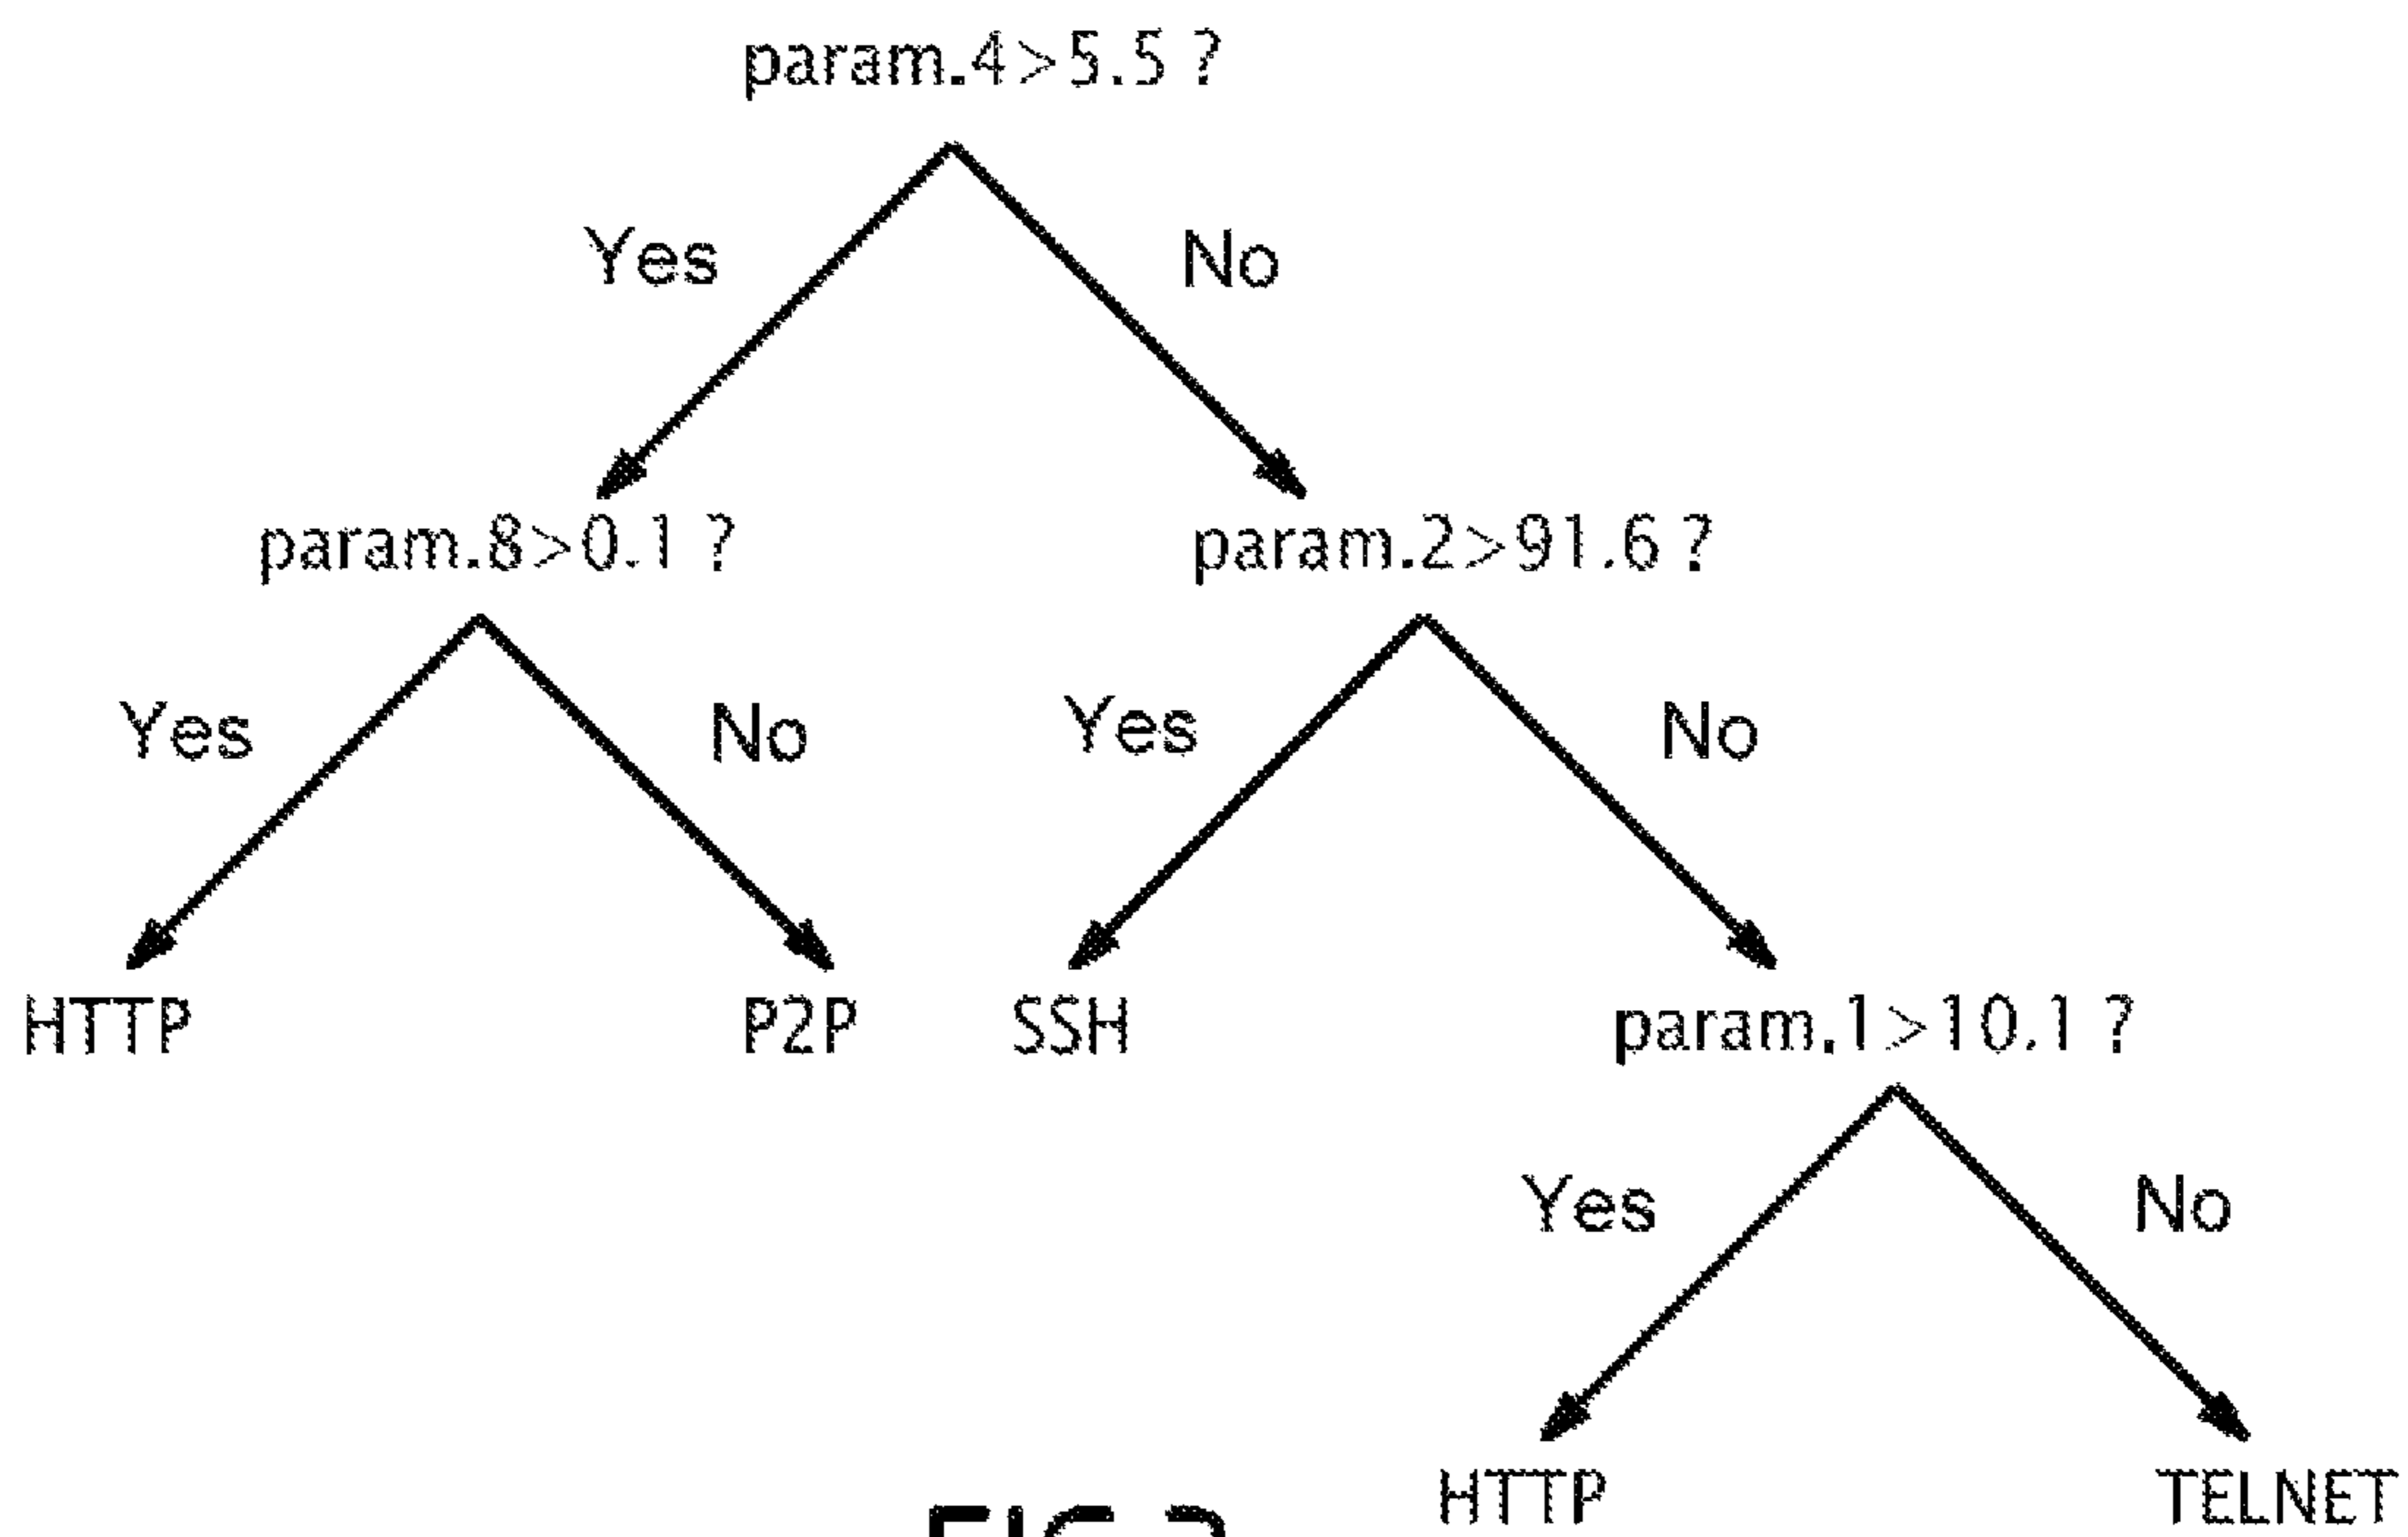 param.4>5.5 ?
Yes No
param.8>0.1 ? param.2>91.6 ?
Yes No Yes No
HTTP P2P SSH param.1>10.1 ?
Yes No
HTTP TELNET